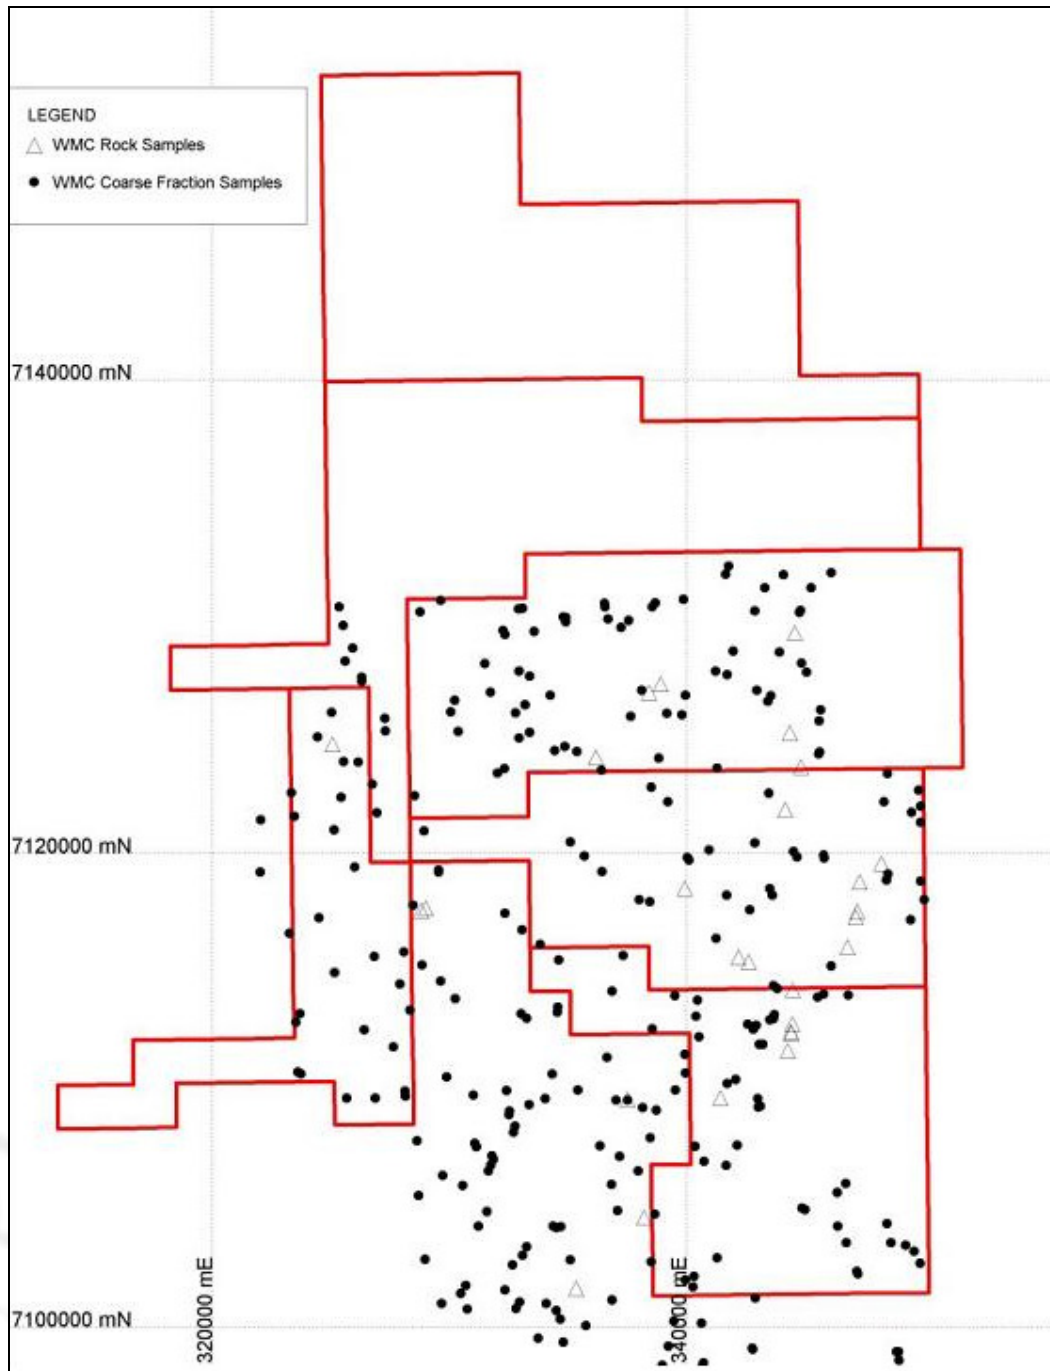 LEGEND
WMC Rock Samples
WMC Coarse Fraction Samples
7140000 mN
7120000 mN
7100000 mN
320000 mE
340000 mE